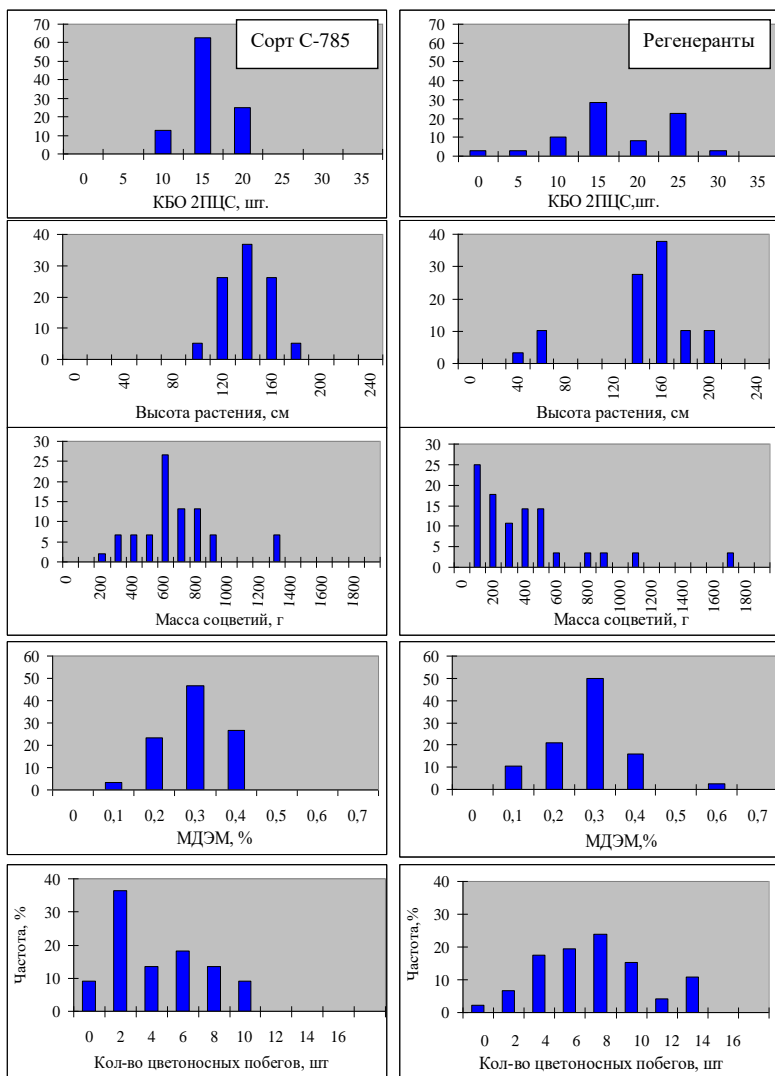 Сорт С-785
70
60
50
40
30
20
10
0
0 5 10 15 20 25 30 35
КБО 2ПЦС, шт.
Регенеранты
70
60
50
40
30
20
10
0
0 5 10 15 20 25 30 35
КБО 2ПЦС,шт.
40
30
20
10
0
0 40 80 120 160 200 240
Высота растения, см
40
30
20
10
0
0 40 80 120 160 200 240
Высота растения, см
30
25
20
15
10
5
0
0 200 400 600 800 1000 1200 1400 1600 1800
Масса соцветий, г
30
25
20
15
10
5
0
0 200 400 600 800 1000 1200 1400 1600 1800
Масса соцветий, г
60
50
40
30
20
10
0
0 0,1 0,2 0,3 0,4 0,5 0,6 0,7
МДЭМ, %
60
50
40
30
20
10
0
0 0,1 0,2 0,3 0,4 0,5 0,6 0,7
МДЭМ,%
Частота, %
40
30
20
10
0
0 2 4 6 8 10 12 14 16
Кол-во цветоносных побегов, шт
Частота,%
40
30
20
10
0
0 2 4 6 8 10 12 14 16
Кол-во цветоносных побегов, шт